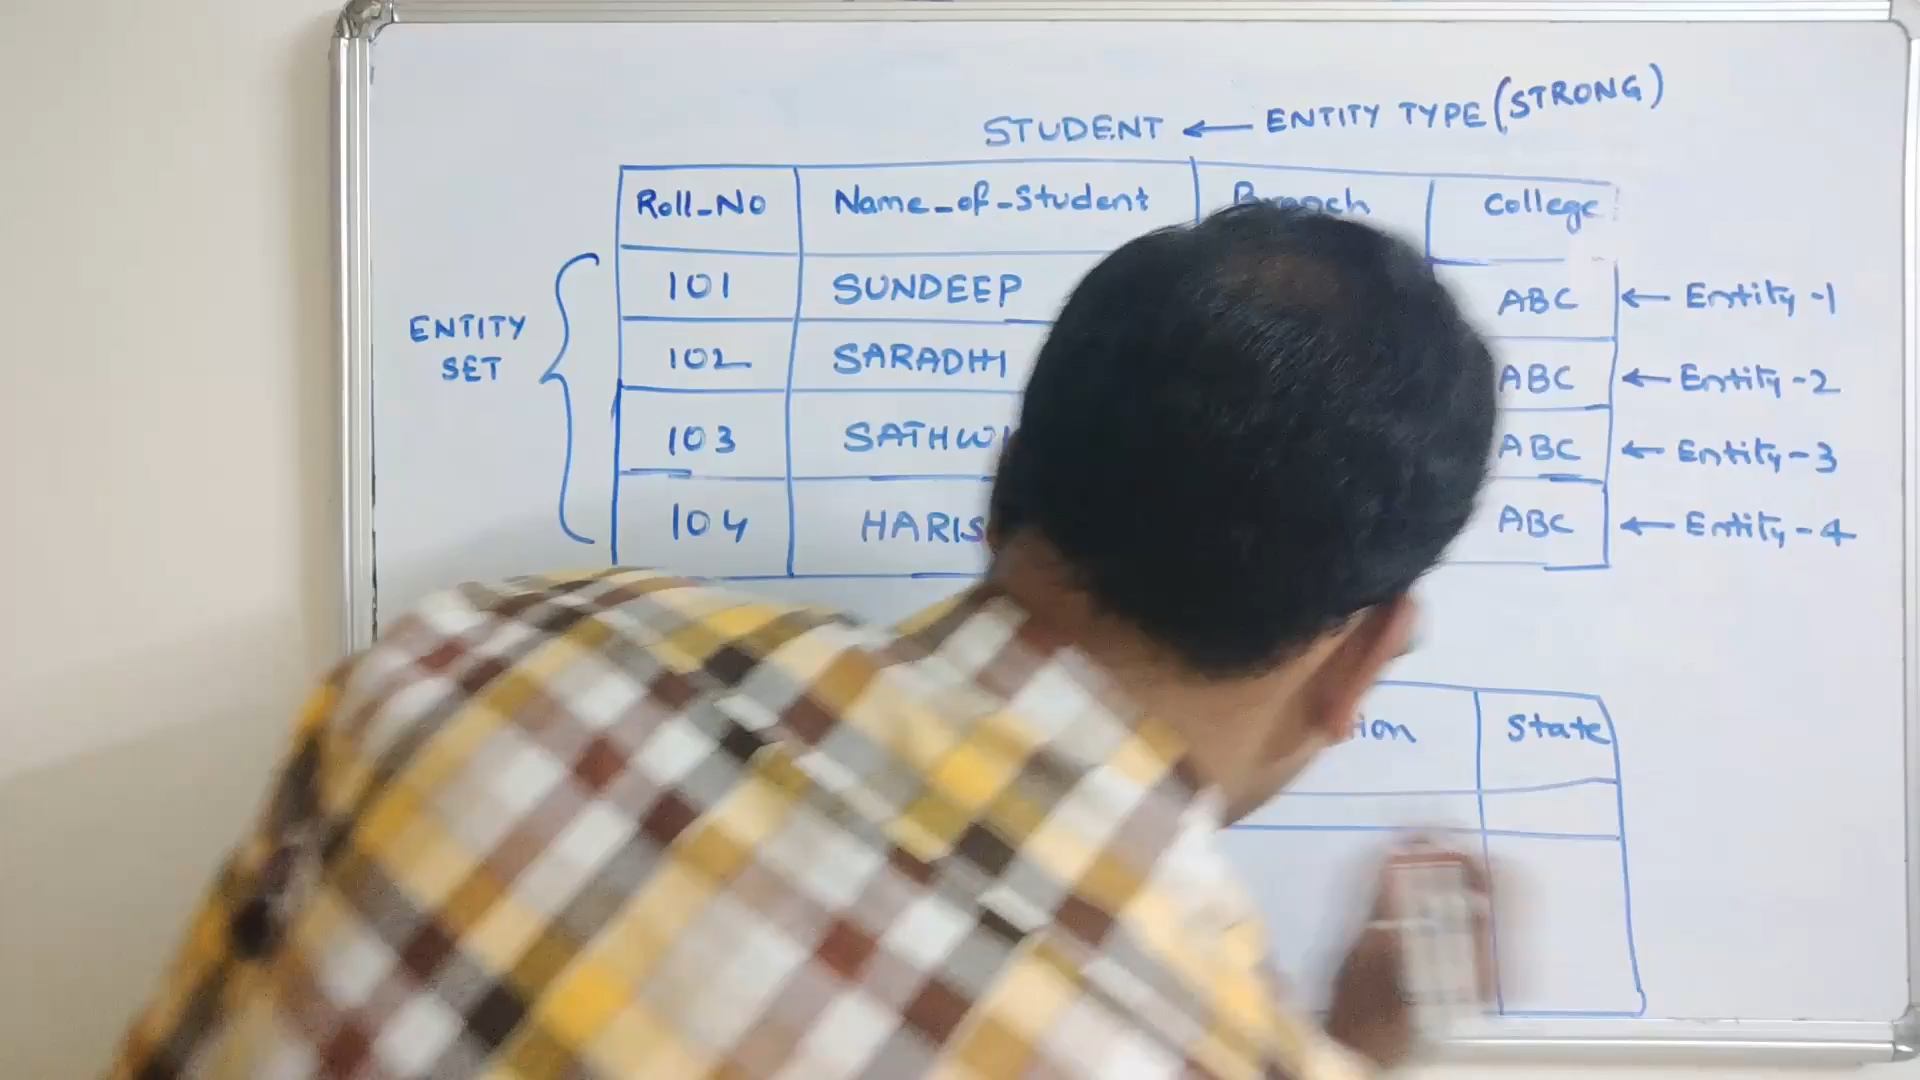 STUDENT ← ENTITY TYPE (STRONG)
Roll_No Name_of_Student Branch College
101 SUNDEEP ABC ← Entity-1
ENTITY SET
102 SARADHI ABC ← Entity-2
103 ABC ← Entity-3
104 ABC ← Entity-4
State